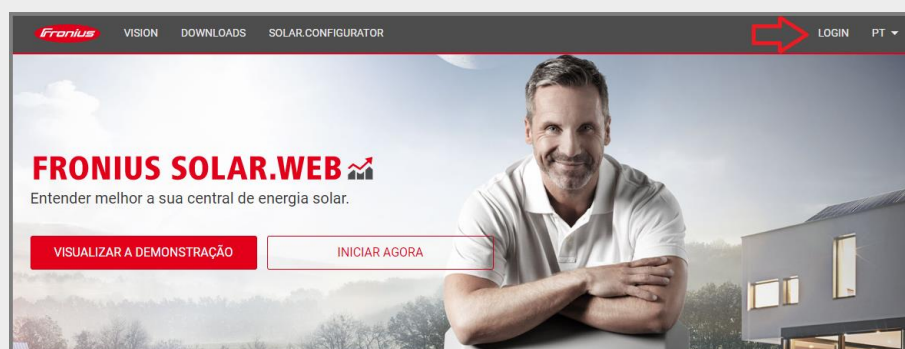 Fronius VISION DOWNLOADS SOLAR.CONFIGURATOR LOGIN PT
FRONIUS SOLAR.WEB
Entender melhor a sua central de energia solar.
VISUALIZAR A DEMONSTRAÇÃO INICIAR AGORA